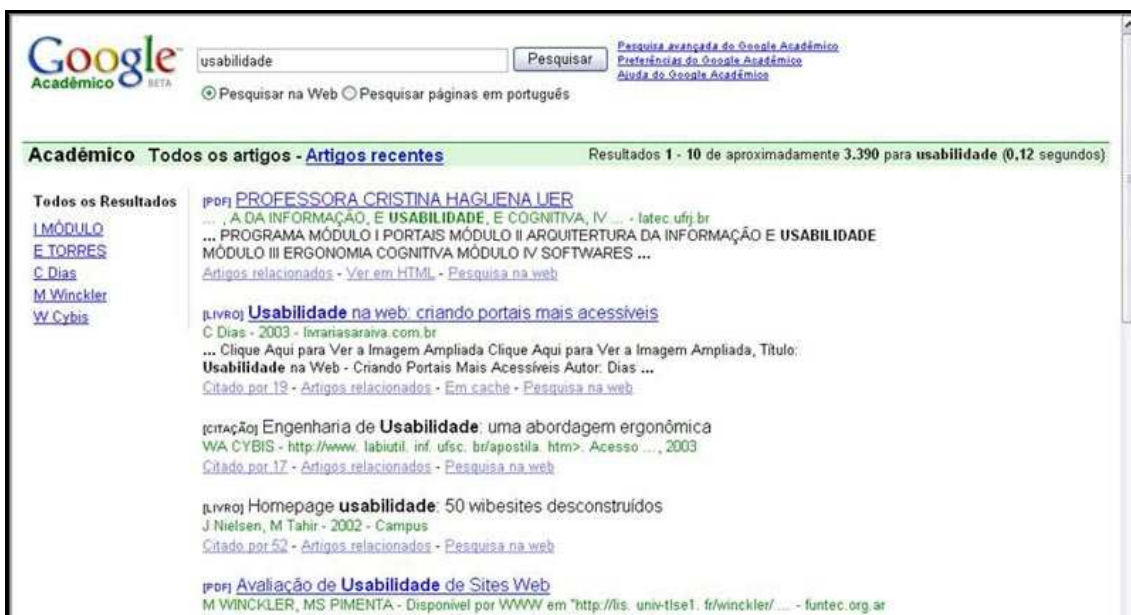 Google
Acadêmico BETA
usabilidade
Pesquisar
Pesquisa avançada do Google Acadêmico
Preferências do Google Acadêmico
Ajuda do Google Acadêmico
Pesquisar na Web Pesquisar páginas em português
Acadêmico Todos os artigos - Artigos recentes
Resultados 1 - 10 de aproximadamente 3.390 para usabilidade (0,12 segundos)
Todos os Resultados
I MÓDULO
E TORRES
C Dias
M Winckler
W Cybis
[PDF] PROFESSORA CRISTINA HAGUENA UER
... , A DA INFORMAÇÃO, E USABILIDADE, E COGNITIVA, IV ... - latec.ufrj.br
... PROGRAMA MÓDULO I PORTAIS MÓDULO II ARQUITERTURA DA INFORMAÇÃO E USABILIDADE
MÓDULO III ERGONOMIA COGNITIVA MÓDULO IV SOFTWARES ...
Artigos relacionados - Ver em HTML - Pesquisa na web
[LIVRO] Usabilidade na web: criando portais mais acessíveis
C Dias - 2003 - livrariasaraiva.com.br
... Clique Aqui para Ver a Imagem Ampliada Clique Aqui para Ver a Imagem Ampliada, Título:
Usabilidade na Web - Criando Portais Mais Acessíveis Autor: Dias ...
Citado por 19 - Artigos relacionados - Em cache - Pesquisa na web
[CITAÇÃO] Engenharia de Usabilidade: uma abordagem ergonômica
WA CYBIS - http://www. labiutil. inf. ufsc. br/apostila. htm>. Acesso ..., 2003
Citado por 17 - Artigos relacionados - Pesquisa na web
[LIVRO] Homepage usabilidade: 50 wibesites desconstruídos
J Nielsen, M Tahir - 2002 - Campus
Citado por 52 - Artigos relacionados - Pesquisa na web
[PDF] Avaliação de Usabilidade de Sites Web
M WINCKLER, MS PIMENTA - Disponível por WWW em "http://lis. univ-tlse1. fr/winckler/ ... - funtec.org.ar